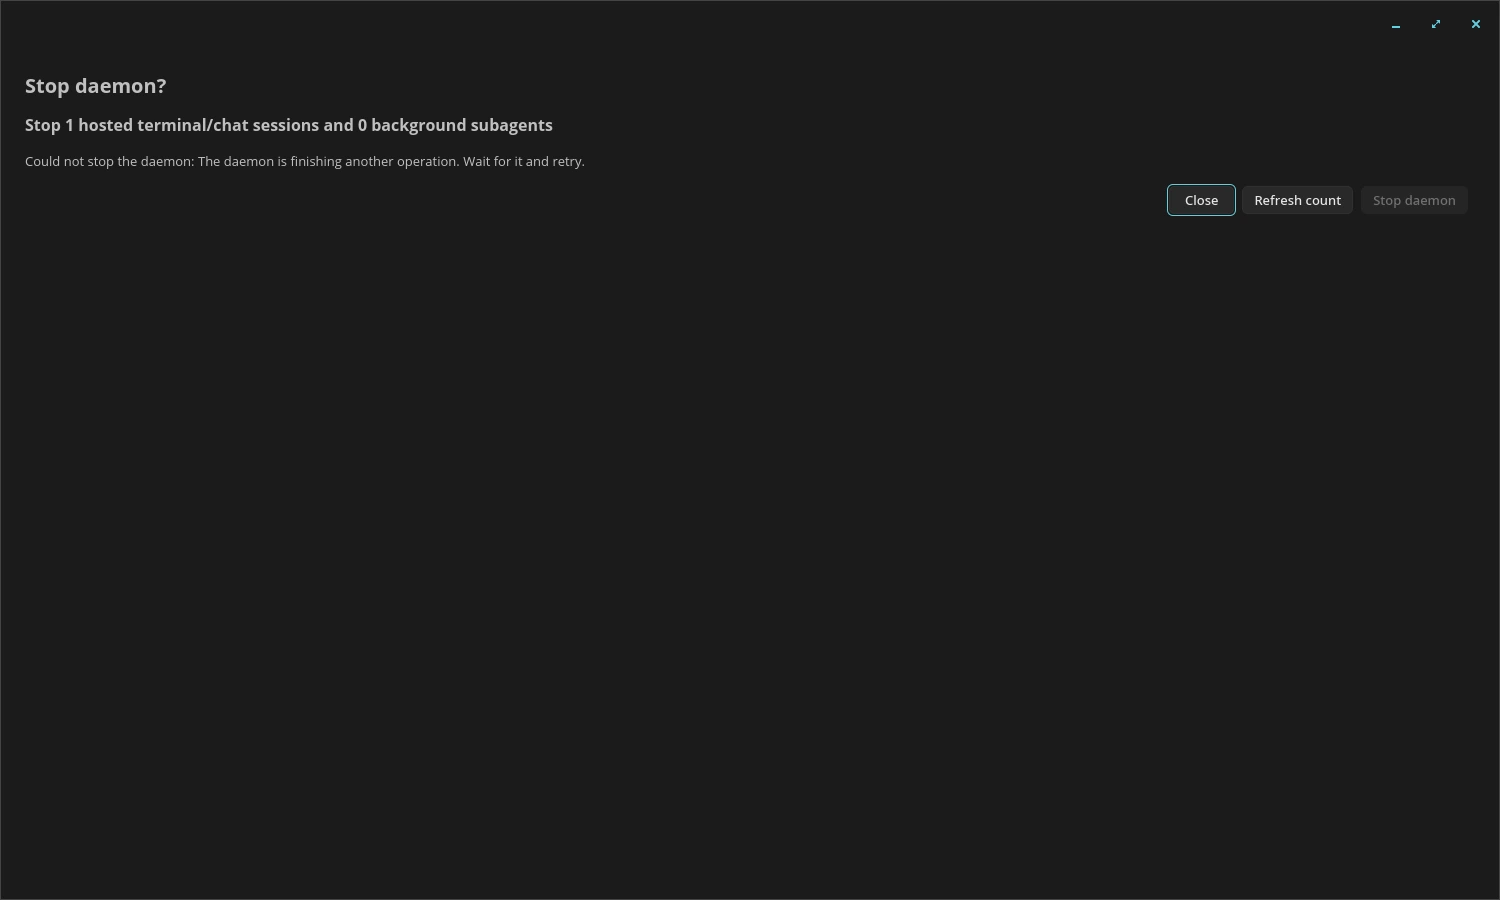 Stop daemon?
Stop 1 hosted terminal/chat sessions and 0 background subagents
Could not stop the daemon: The daemon is finishing another operation. Wait for it and retry.
Close Refresh count Stop daemon